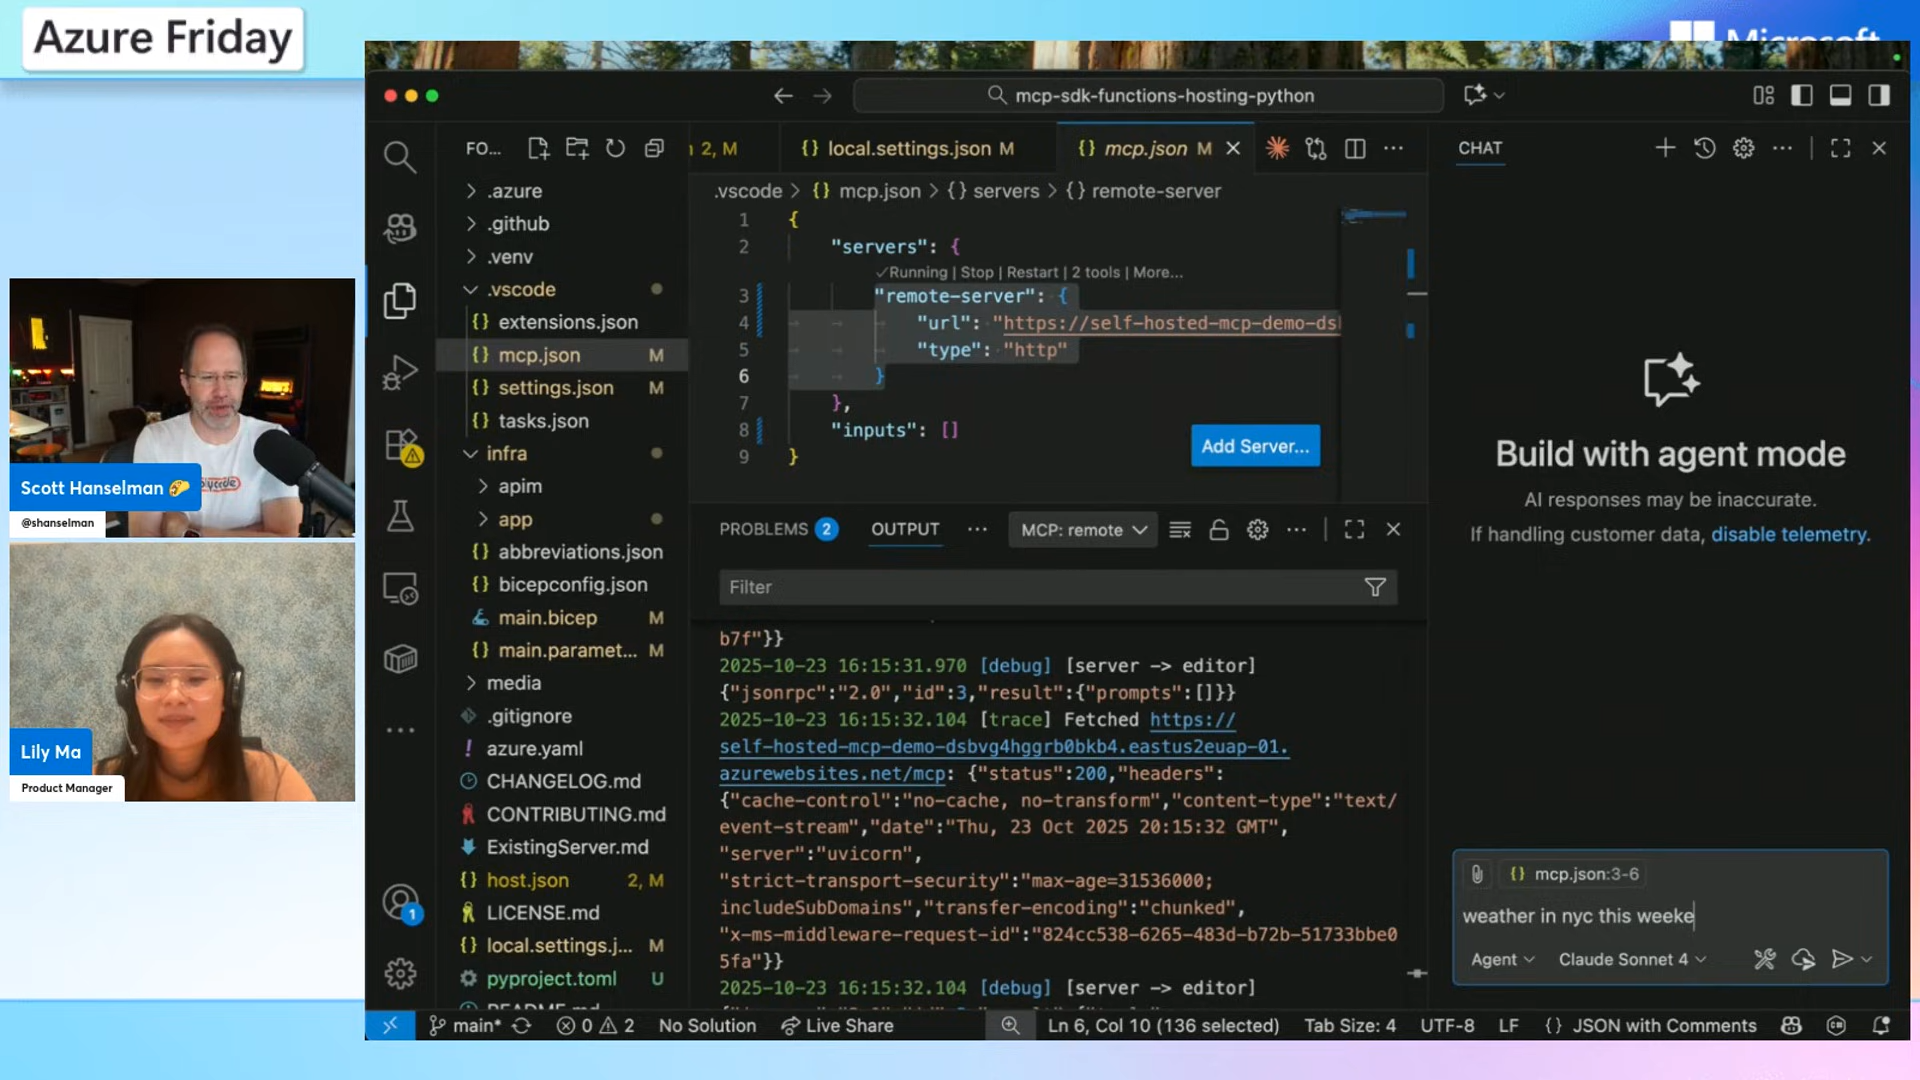 Azure Friday
Microsoft
mcp-sdk-functions-hosting-python
FO...
2, M
local.settings.json M
mcp.json M
CHAT
.vscode > {} mcp.json > {} servers > {} remote-server
.azure
.github
.venv
.vscode
extensions.json
mcp.json M
settings.json M
tasks.json
infra
apim
app
abbreviations.json
bicepconfig.json
main.bicep M
main.paramet... M
media
.gitignore
azure.yaml
CHANGELOG.md
CONTRIBUTING.md
ExistingServer.md
host.json 2, M
LICENSE.md
local.settings.j... M
pyproject.toml U
README.md
1 {
2 "servers": {
✓Running | Stop | Restart | 2 tools | More...
3 "remote-server": {
4 "url": "https://self-hosted-mcp-demo-ds
5 "type": "http"
6 }
7 },
8 "inputs": []
9 }
Add Server...
PROBLEMS 2 OUTPUT ... MCP: remote
Filter
b7f"}}
2025-10-23 16:15:31.970 [debug] [server -> editor]
{"jsonrpc":"2.0","id":3,"result":{"prompts":[]}}
2025-10-23 16:15:32.104 [trace] Fetched https://
self-hosted-mcp-demo-dsbvg4hggrb0bkb4.eastus2euap-01.
azurewebsites.net/mcp: {"status":200,"headers":
{"cache-control":"no-cache, no-transform","content-type":"text/
event-stream","date":"Thu, 23 Oct 2025 20:15:32 GMT",
"server":"uvicorn",
"strict-transport-security":"max-age=31536000;
includeSubDomains","transfer-encoding":"chunked",
"x-ms-middleware-request-id":"824cc538-6265-483d-b72b-51733bbe0
5fa"}}
2025-10-23 16:15:32.104 [debug] [server -> editor]
Build with agent mode
AI responses may be inaccurate.
If handling customer data, disable telemetry.
{} mcp.json:3-6
weather in nyc this weeke
Agent Claude Sonnet 4
1
main* 0 2 No Solution Live Share Ln 6, Col 10 (136 selected) Tab Size: 4 UTF-8 LF {} JSON with Comments
Scott Hanselman 🌮
@shanselman
Lily Ma
Product Manager